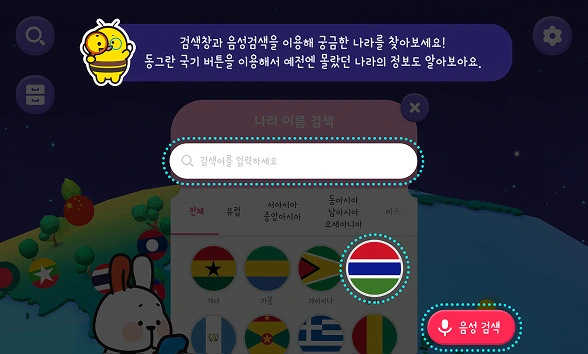 검색창과 음성검색을 이용해 궁금한 나라를 찾아보세요!
동그란 국기 버튼을 이용해서 예전엔 몰랐던 나라의 정보도 알아보아요.
나라 이름 검색
검색어를 입력하세요
전체
유럽
서아시아
중앙아시아
동아시아
남아시아
오세아니아
아프
가나
가봉
가이아나
음성 검색